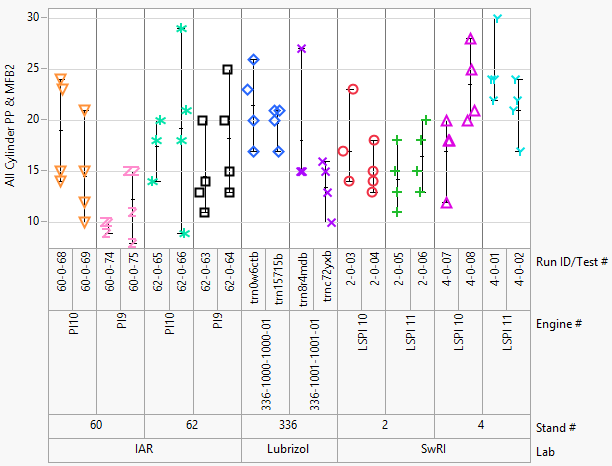 All Cylinder PP & MFB2
30
25
20
15
10
60-0-68
60-0-69
60-0-74
60-0-75
62-0-65
62-0-66
62-0-63
62-0-64
trn0w6ctb
trn15715b
trn8r4mdb
trnc72yxb
2-0-03
2-0-04
2-0-05
2-0-06
4-0-07
4-0-08
4-0-01
4-0-02
Run ID/Test #
PI10
PI9
PI10
PI9
336-1000-1000-01
336-1001-1001-01
LSPI 10
LSPI 11
LSPI 10
LSPI 11
Engine #
60
62
336
2
4
Stand #
IAR
Lubrizol
SwRI
Lab